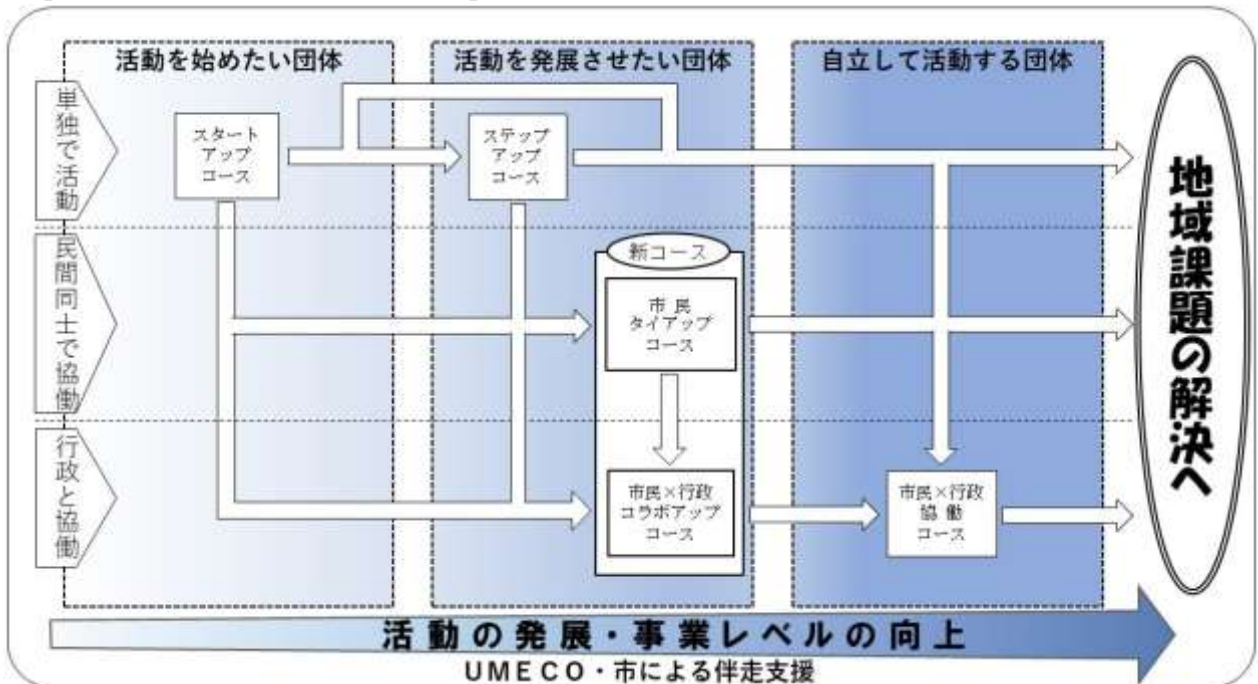 活動を始めたい団体
活動を発展させたい団体
自立して活動する団体
単独で活動
スタート
アップ
コース
ステップ
アップ
コース
民間同士で協働
新コース
市民
タイアップ
コース
行政と協働
市民×行政
コラボアップ
コース
市民×行政
協働
コース
地域課題の解決へ
活動の発展・事業レベルの向上
UMECO・市による伴走支援